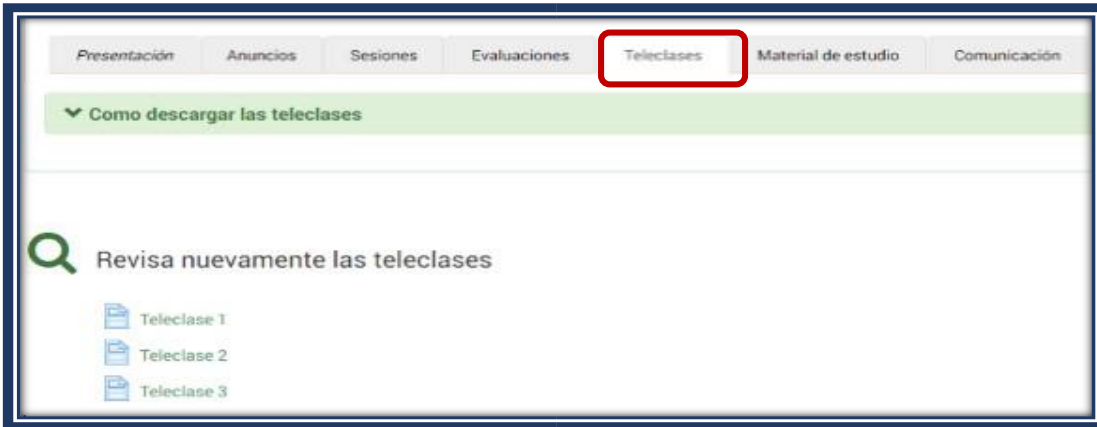 Presentación Anuncios Sesiones Evaluaciones Teleclases Material de estudio Comunicación
Como descargar las teleclases
Revisa nuevamente las teleclases
Teleclase 1
Teleclase 2
Teleclase 3